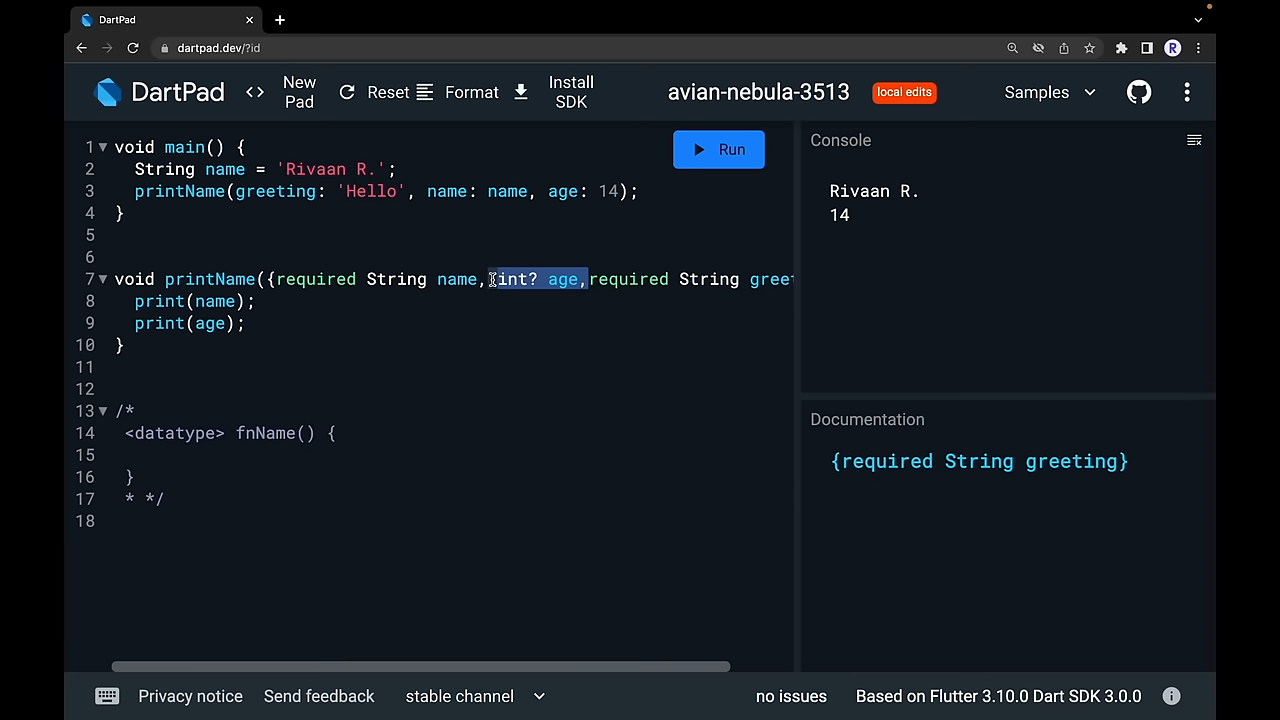 DartPad
dartpad.dev/?id
R
DartPad
<> New Pad
Reset
Format
Install SDK
avian-nebula-3513
local edits
Samples
1 void main() {
2   String name = 'Rivaan R.';
3   printName(greeting: 'Hello', name: name, age: 14);
4 }
5
6
7 void printName({required String name, int? age,required String greet
8   print(name);
9   print(age);
10 }
11
12
13 /*
14  <datatype> fnName() {
15
16  }
17  * */
18
Run
Console
Rivaan R.
14
Documentation
{required String greeting}
Privacy notice
Send feedback
stable channel
no issues
Based on Flutter 3.10.0 Dart SDK 3.0.0